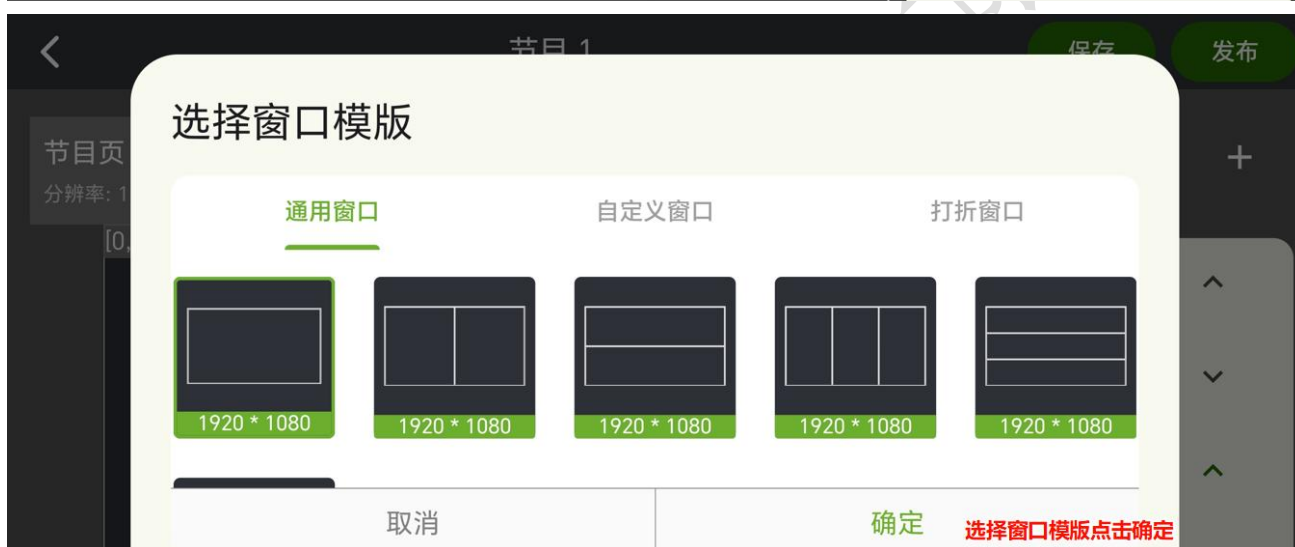 节目 1
保存
发布
选择窗口模版
节目页
分辨率: 1
通用窗口
自定义窗口
打折窗口
[0,
1920 * 1080
1920 * 1080
1920 * 1080
1920 * 1080
1920 * 1080
取消
确定
选择窗口模版点击确定